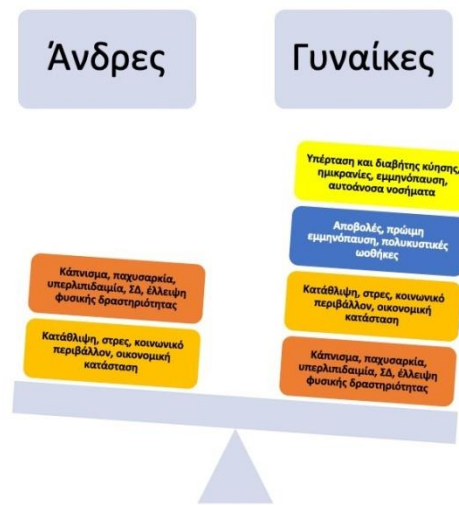 Άνδρες
Γυναίκες
Υπέρταση και διαβήτης κύησης,
ημικρανίες, εμμηνόπαυση,
αυτοάνοσα νοσήματα
Αποβολές, πρώιμη
εμμηνόπαυση, πολυκυστικές
ωοθήκες
Κάπνισμα, παχυσαρκία,
υπερλιπιδαιμία, ΣΔ, έλλειψη
φυσικής δραστηριότητας
Κατάθλιψη, στρες, κοινωνικό
περιβάλλον, οικονομική
κατάσταση
Κατάθλιψη, στρες, κοινωνικό
περιβάλλον, οικονομική
κατάσταση
Κάπνισμα, παχυσαρκία,
υπερλιπιδαιμία, ΣΔ, έλλειψη
φυσικής δραστηριότητας